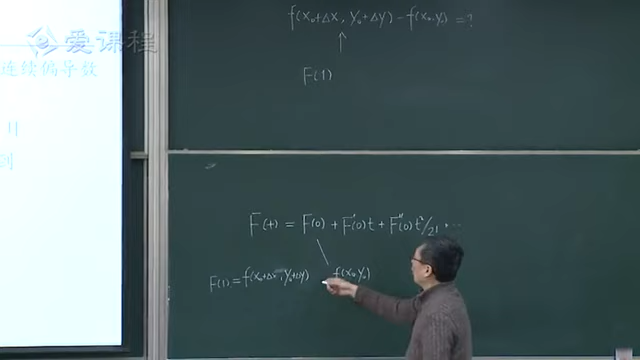 爱课程
连续偏导数
到
f(x₀+Δx, y₀+Δy) - f(x₀,y₀) = ?
F(1)
F(t) = F(0) + F'(0)t + F''(0)t²/2! ...
F(1) = f(x₀+Δx, y₀+Δy) f(x₀,y₀)